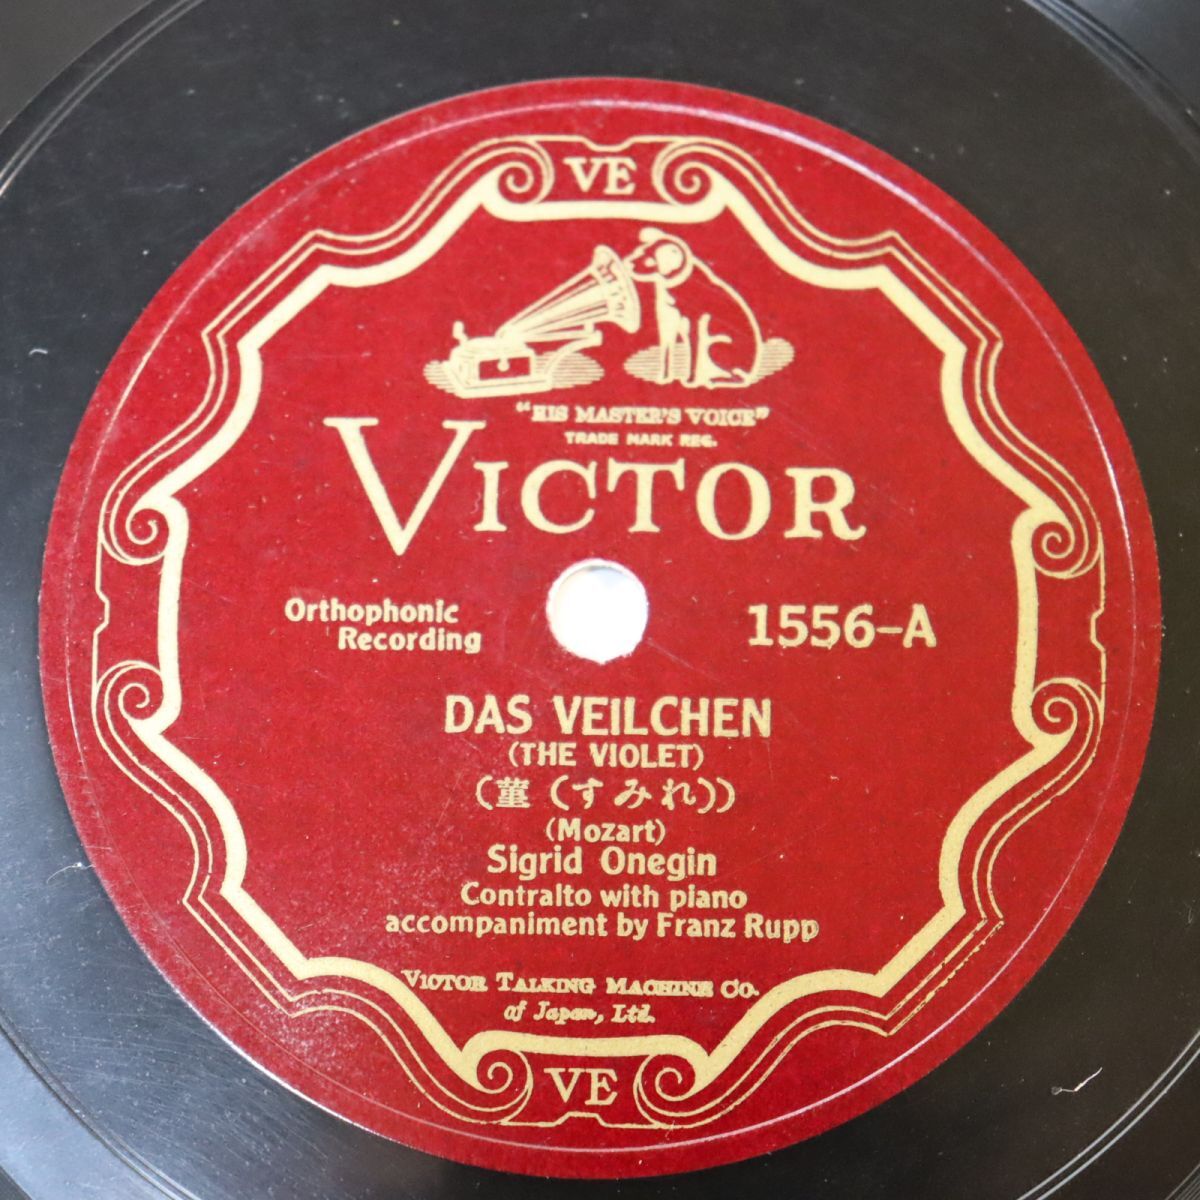 VE
"HIS MASTER'S VOICE"
TRADE MARK REG.
VICTOR
Orthophonic
Recording
1556-A
DAS VEILCHEN
(THE VIOLET)
(菫(すみれ))
(Mozart)
Sigrid Onegin
Contralto with piano
accompaniment by Franz Rupp
VICTOR TALKING MACHINE CO.
of Japan, Ltd.
VE